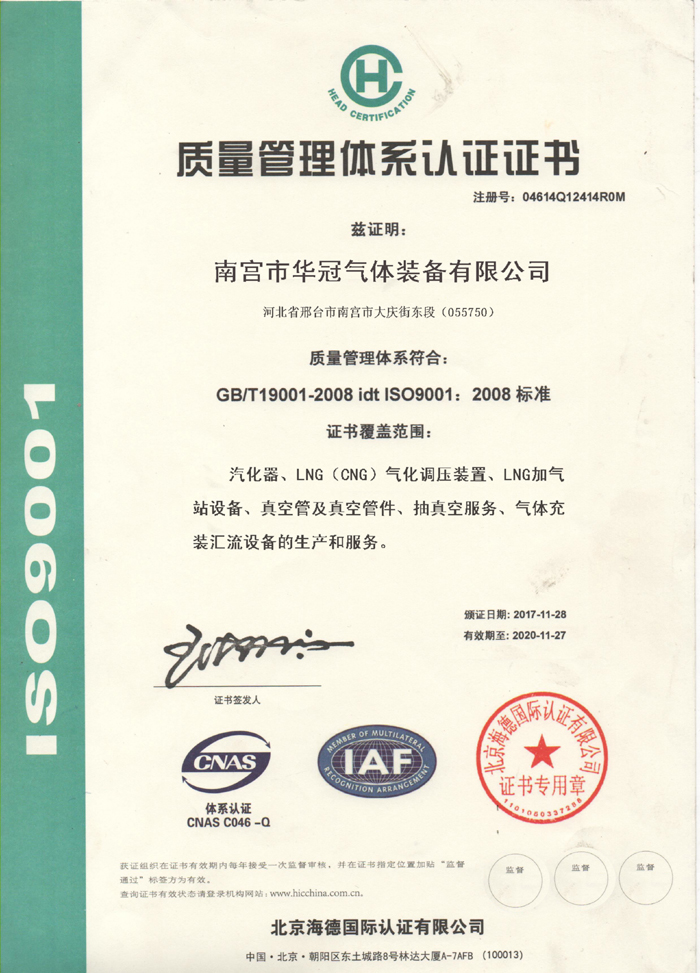 HEAD CERTIFICATION
质量管理体系认证证书
注册号：04614Q12414R0M
兹证明：
南宫市华冠气体装备有限公司
河北省邢台市南宫市大庆街东段（055750）
质量管理体系符合：
GB/T19001-2008 idt ISO9001：2008 标准
证书覆盖范围：
汽化器、LNG（CNG）气化调压装置、LNG加气
站设备、真空管及真空管件、抽真空服务、气体充
装汇流设备的生产和服务。
ISO9001
颁证日期: 2017-11-28
有效期至: 2020-11-27
证书签发人
CNAS
体系认证
CNAS C046 -Q
MEMBER OF MULTILATERAL
IAF
RECOGNITION ARRANGEMENT
北京海德国际认证有限公司
证书专用章
获证组织在证书有效期内每年接受一次监督审核，并在证书指定位置加贴“监督
通过”标签方为有效。
查询证书有效状态请登录机构网站：www.hicchina.com.cn。
监督
监督
监督
北京海德国际认证有限公司
中国・北京・朝阳区东土城路8号林达大厦A-7AFB （100013）